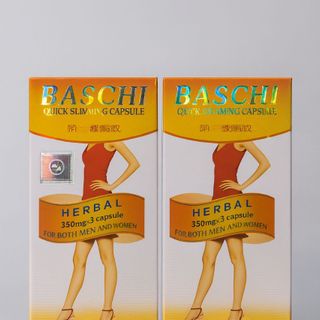 BASCHI
QUICK SLIMMING CAPSULE
HERBAL
350mg×3 capsule
FOR BOTH MEN AND WOMEN
BASCHI
QUICK SLIMMING CAPSULE
HERBAL
350mg×3 capsule
FOR BOTH MEN AND WOMEN